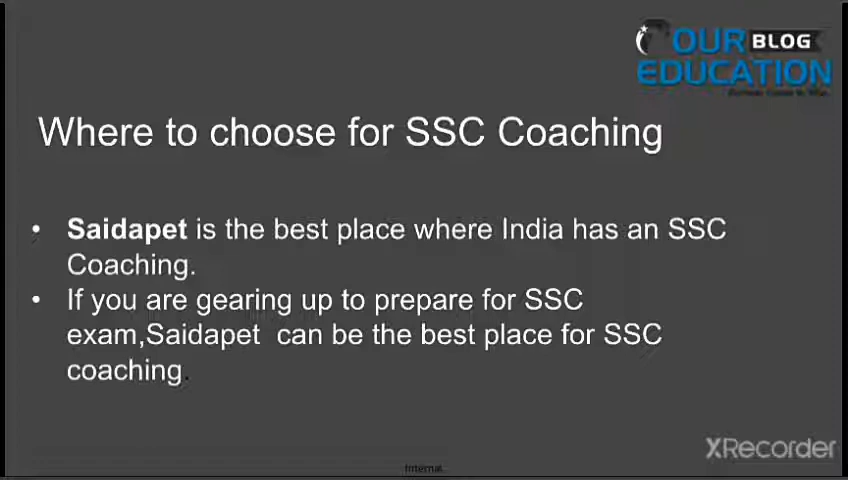 OUR BLOG
EDUCATION
Where to choose for SSC Coaching
• Saidapet is the best place where India has an SSC
Coaching.
• If you are gearing up to prepare for SSC
exam,Saidapet  can be the best place for SSC
coaching.
XRecorder
Internal